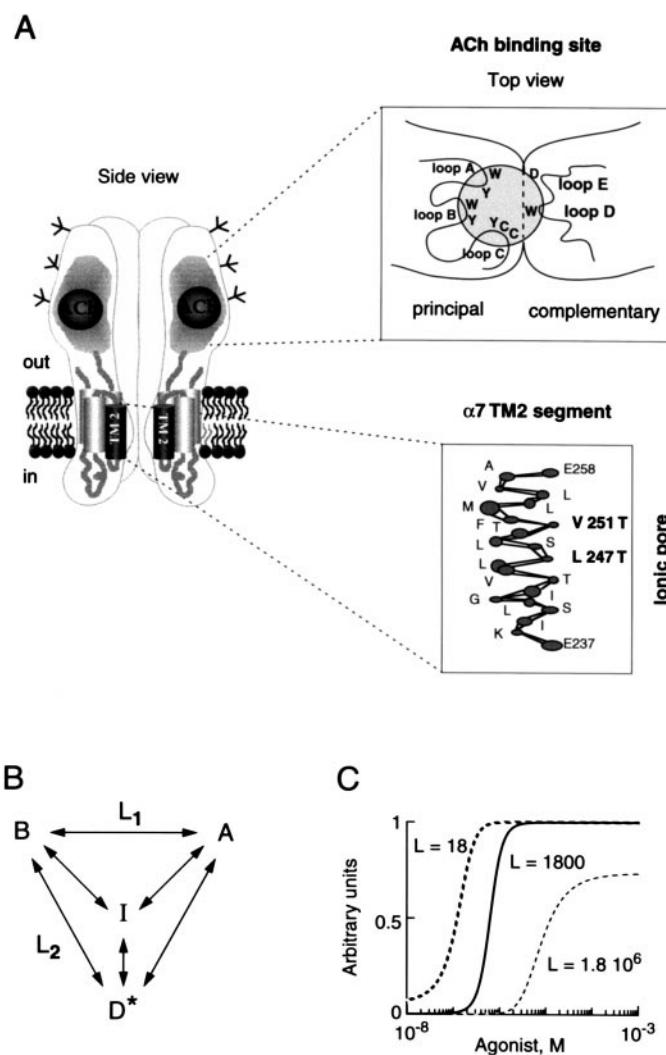 A
ACh binding site
Top view
Side view
loop A
W
D
Y
loop E
W
loop B
Y
Y
C
C
W
loop D
loop C
principal
complementary
out
in
TM2
TM2
α7 TM2 segment
A
E258
V
L
M
L
F
T
V 251 T
L
S
L
L 247 T
V
T
G
I
L
S
K
I
E237
Ionic pore
B
L1
B
A
I
L2
D*
C
Arbitrary units
1
0.5
0
L = 18
L = 1800
L = 1.8 10^6
10^-8
10^-3
Agonist, M